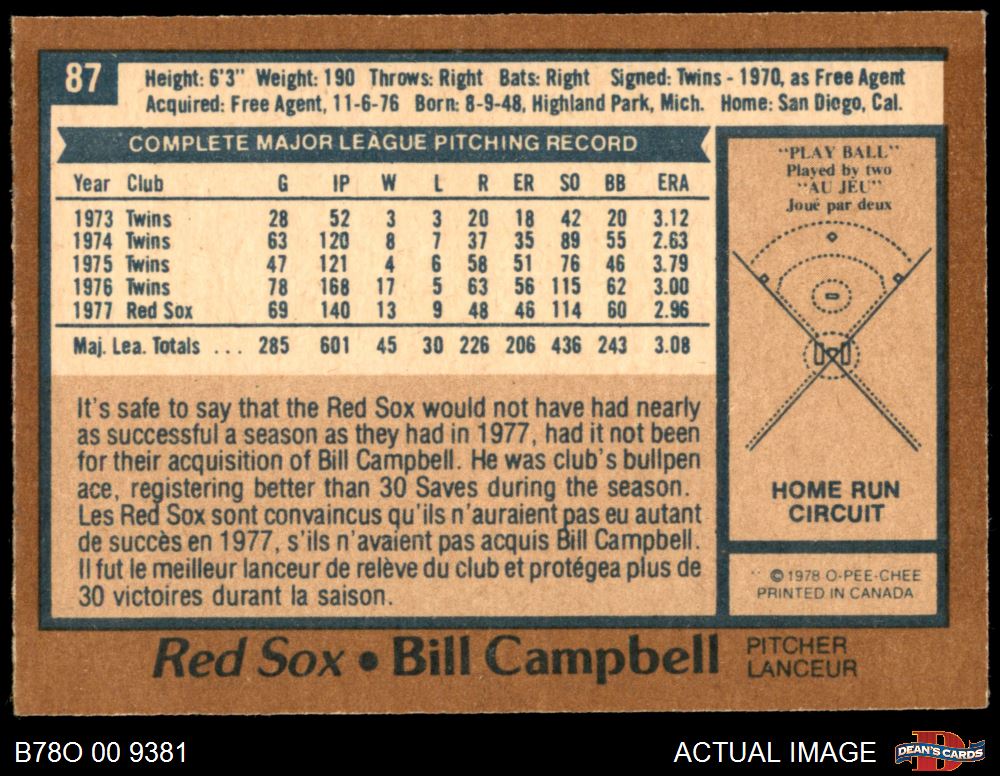 87
Height: 6'3" Weight: 190 Throws: Right Bats: Right Signed: Twins - 1970, as Free Agent
Acquired: Free Agent, 11-6-76 Born: 8-9-48, Highland Park, Mich. Home: San Diego, Cal.
COMPLETE MAJOR LEAGUE PITCHING RECORD
Year Club G IP W L R ER SO BB ERA
1973 Twins 28 52 3 3 20 18 42 20 3.12
1974 Twins 63 120 8 7 37 35 89 55 2.63
1975 Twins 47 121 4 6 58 51 76 46 3.79
1976 Twins 78 168 17 5 63 56 115 62 3.00
1977 Red Sox 69 140 13 9 48 46 114 60 2.96
Maj. Lea. Totals ... 285 601 45 30 226 206 436 243 3.08
It's safe to say that the Red Sox would not have had nearly
as successful a season as they had in 1977, had it not been
for their acquisition of Bill Campbell. He was club's bullpen
ace, registering better than 30 Saves during the season.
Les Red Sox sont convaincus qu'ils n'auraient pas eu autant
de succès en 1977, s'ils n'avaient pas acquis Bill Campbell.
Il fut le meilleur lanceur de relève du club et protégea plus de
30 victoires durant la saison.
"PLAY BALL"
Played by two
"AU JEU"
Joué par deux
HOME RUN
CIRCUIT
© 1978 O-PEE-CHEE
PRINTED IN CANADA
Red Sox • Bill Campbell
PITCHER
LANCEUR
B78O 00 9381
ACTUAL IMAGE
DEAN'S CARDS